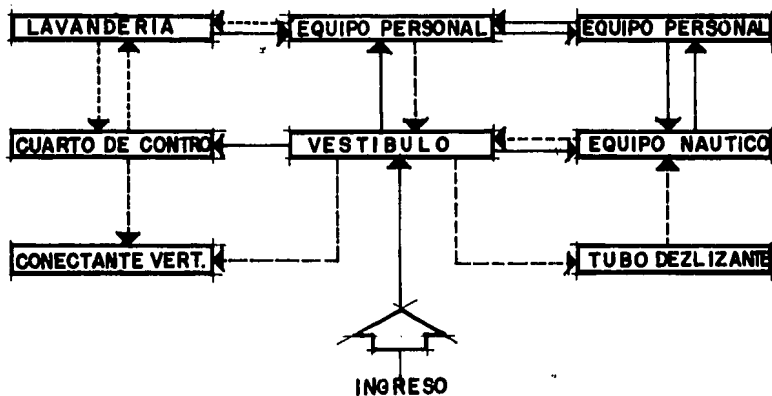 LAVANDERIA
EQUIPO PERSONAL
EQUIPO PERSONAL
CUARTO DE CONTRO
VESTIBULO
EQUIPO NAUTICO
CONECTANTE VERT.
TUBO DEZLIZANTE
INGRESO